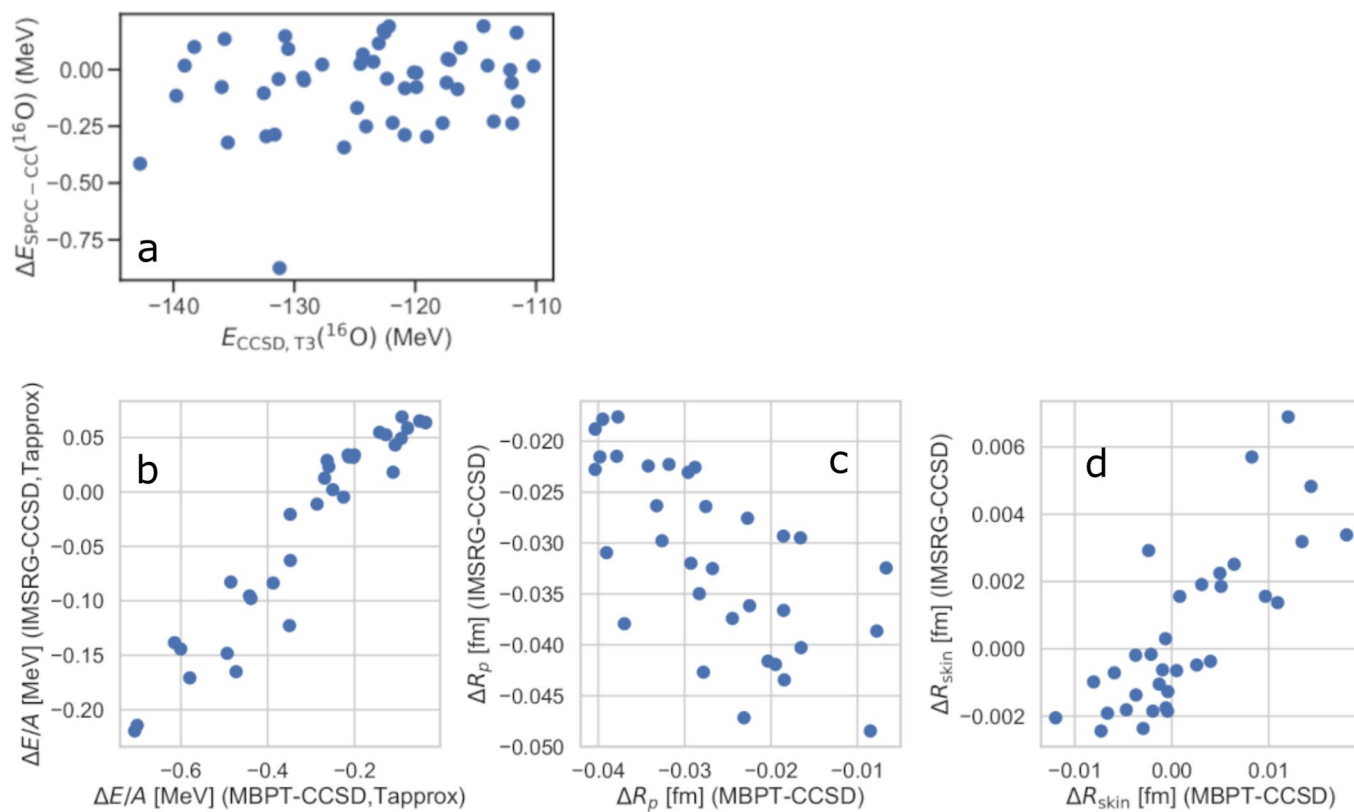 0.00
−0.25
−0.50
−0.75
ΔE_SPCC−CC(¹⁶O) (MeV)
a
−140 −130 −120 −110
E_CCSD, T3(¹⁶O) (MeV)
0.05
0.00
−0.05
−0.10
−0.15
−0.20
ΔE/A [MeV] (IMSRG-CCSD,Tapprox)
b
−0.6 −0.4 −0.2
ΔE/A [MeV] (MBPT-CCSD,Tapprox)
−0.020
−0.025
−0.030
−0.035
−0.040
−0.045
−0.050
ΔR_p [fm] (IMSRG-CCSD)
c
−0.04 −0.03 −0.02 −0.01
ΔR_p [fm] (MBPT-CCSD)
0.006
0.004
0.002
0.000
−0.002
ΔR_skin [fm] (IMSRG-CCSD)
d
−0.01 0.00 0.01
ΔR_skin [fm] (MBPT-CCSD)